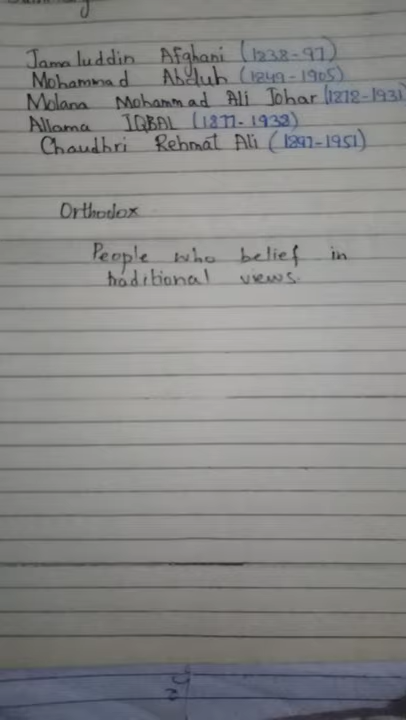 Jamaluddin Afghani (1838-97)
Mohammad Abduh (1849-1905)
Molana Mohammad Ali Johar (1878-1931)
Allama IQBAL (1877-1938)
Chaudhri Rehmat Ali (1897-1951)
Orthodox
People who belief in
traditional views.